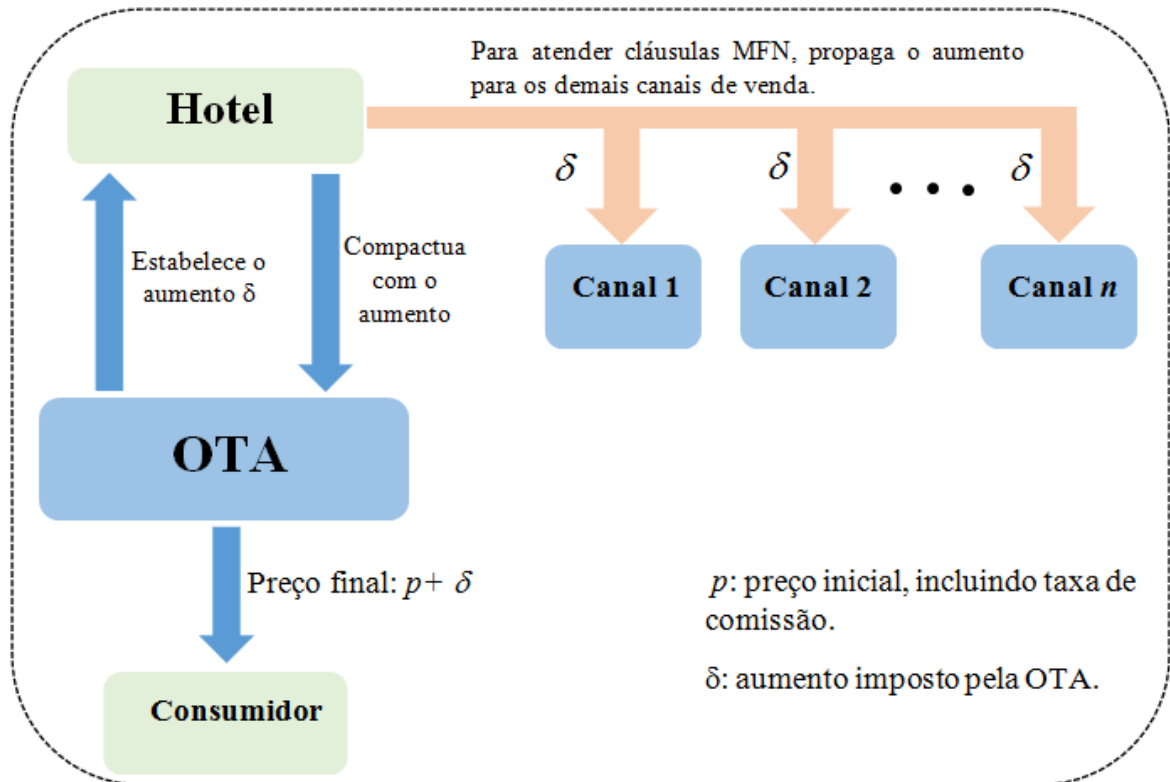 Para atender cláusulas MFN, propaga o aumento
para os demais canais de venda.
Hotel
δ
δ
• • •
δ
Estabelece o
aumento δ
Compactua
com o
aumento
Canal 1
Canal 2
Canal n
OTA
Preço final: p+ δ
p: preço inicial, incluindo taxa de
comissão.
δ: aumento imposto pela OTA.
Consumidor